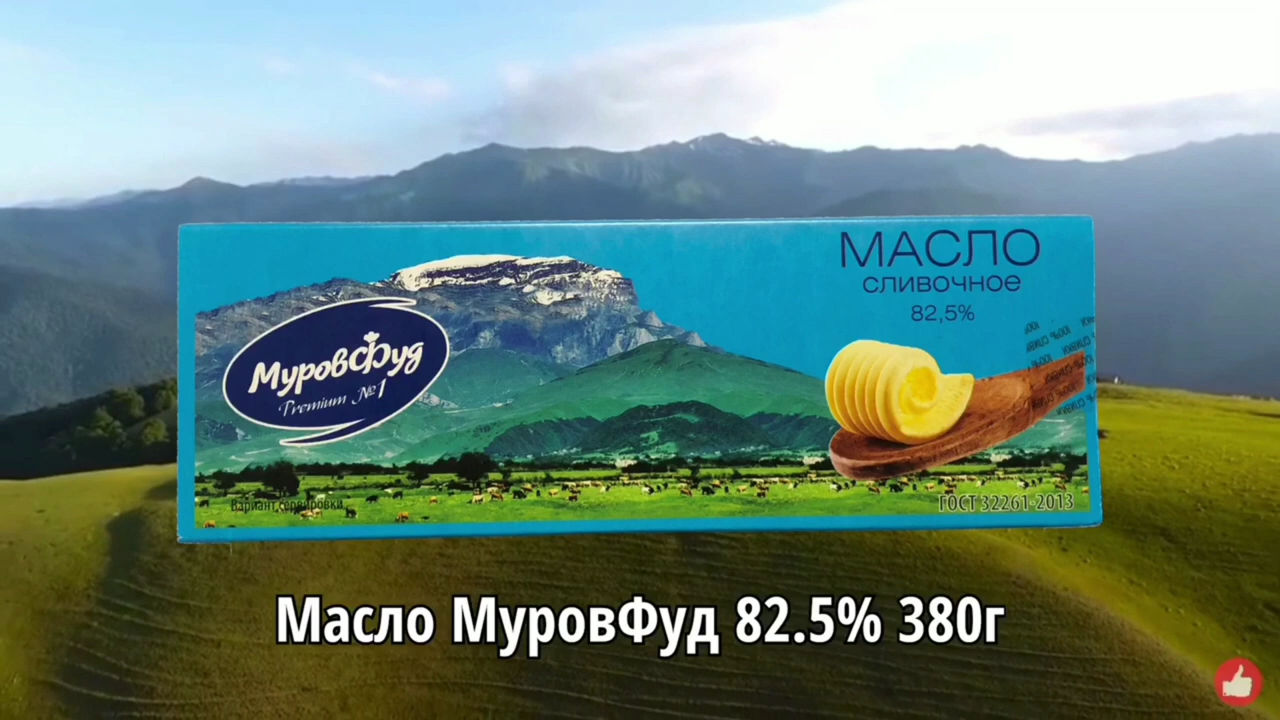 МАСЛО
сливочное
82,5%
МуровФуд
Premium №1
Вариант сервировки
ГОСТ 32261-2013
Масло МуровФуд 82.5% 380г